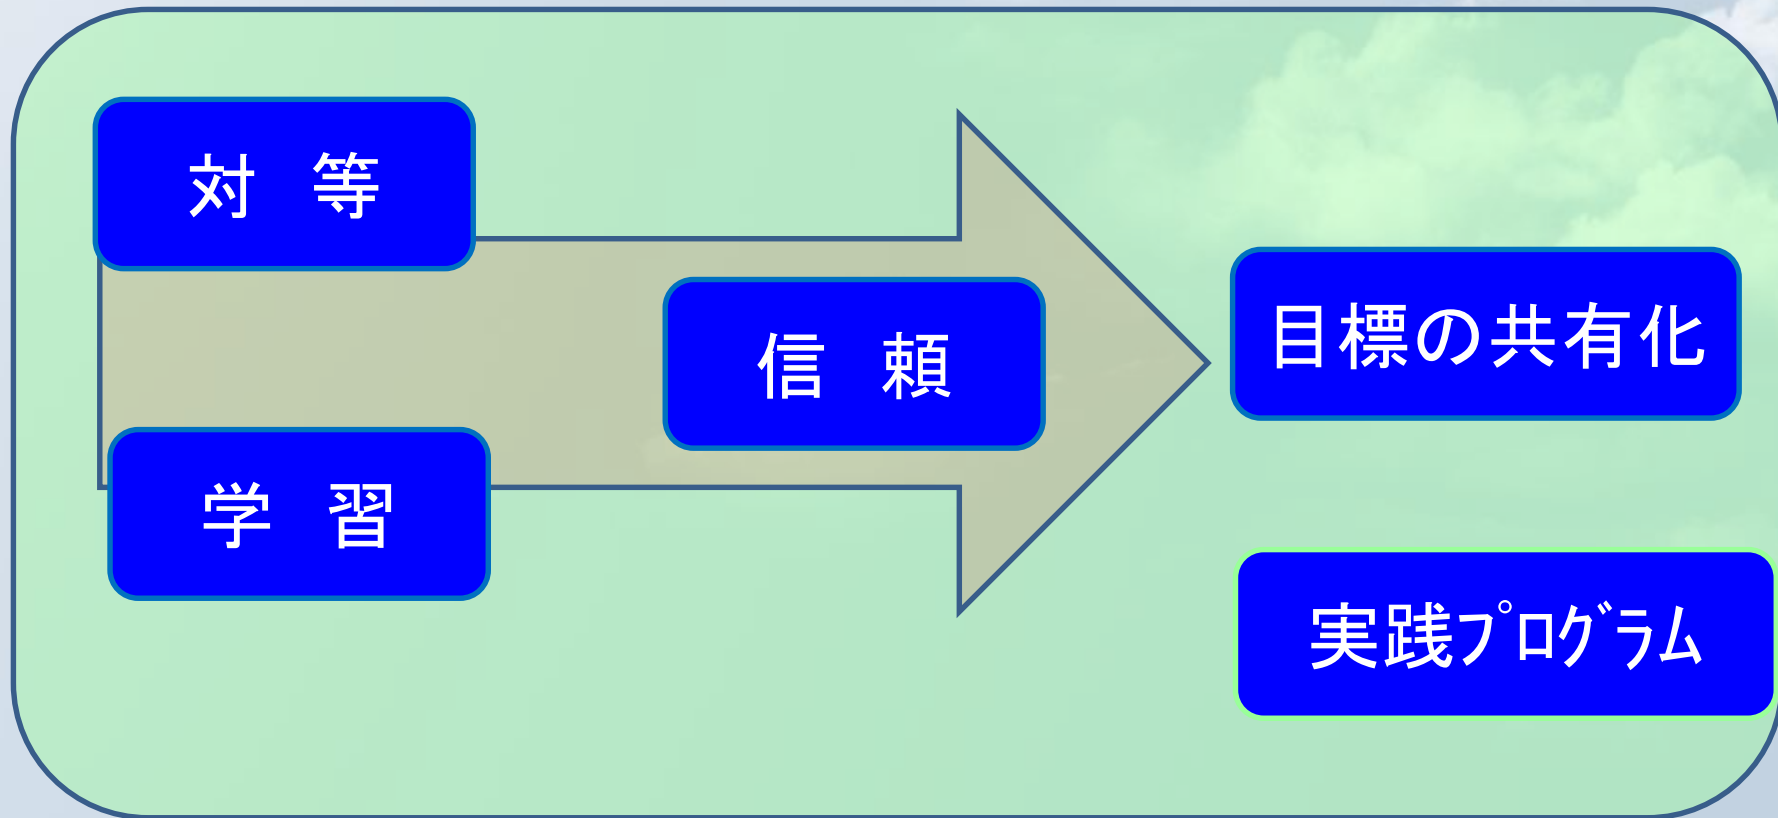 対　等
信　頼
学　習
目標の共有化
実践ﾌﾟﾛｸﾞﾗﾑ